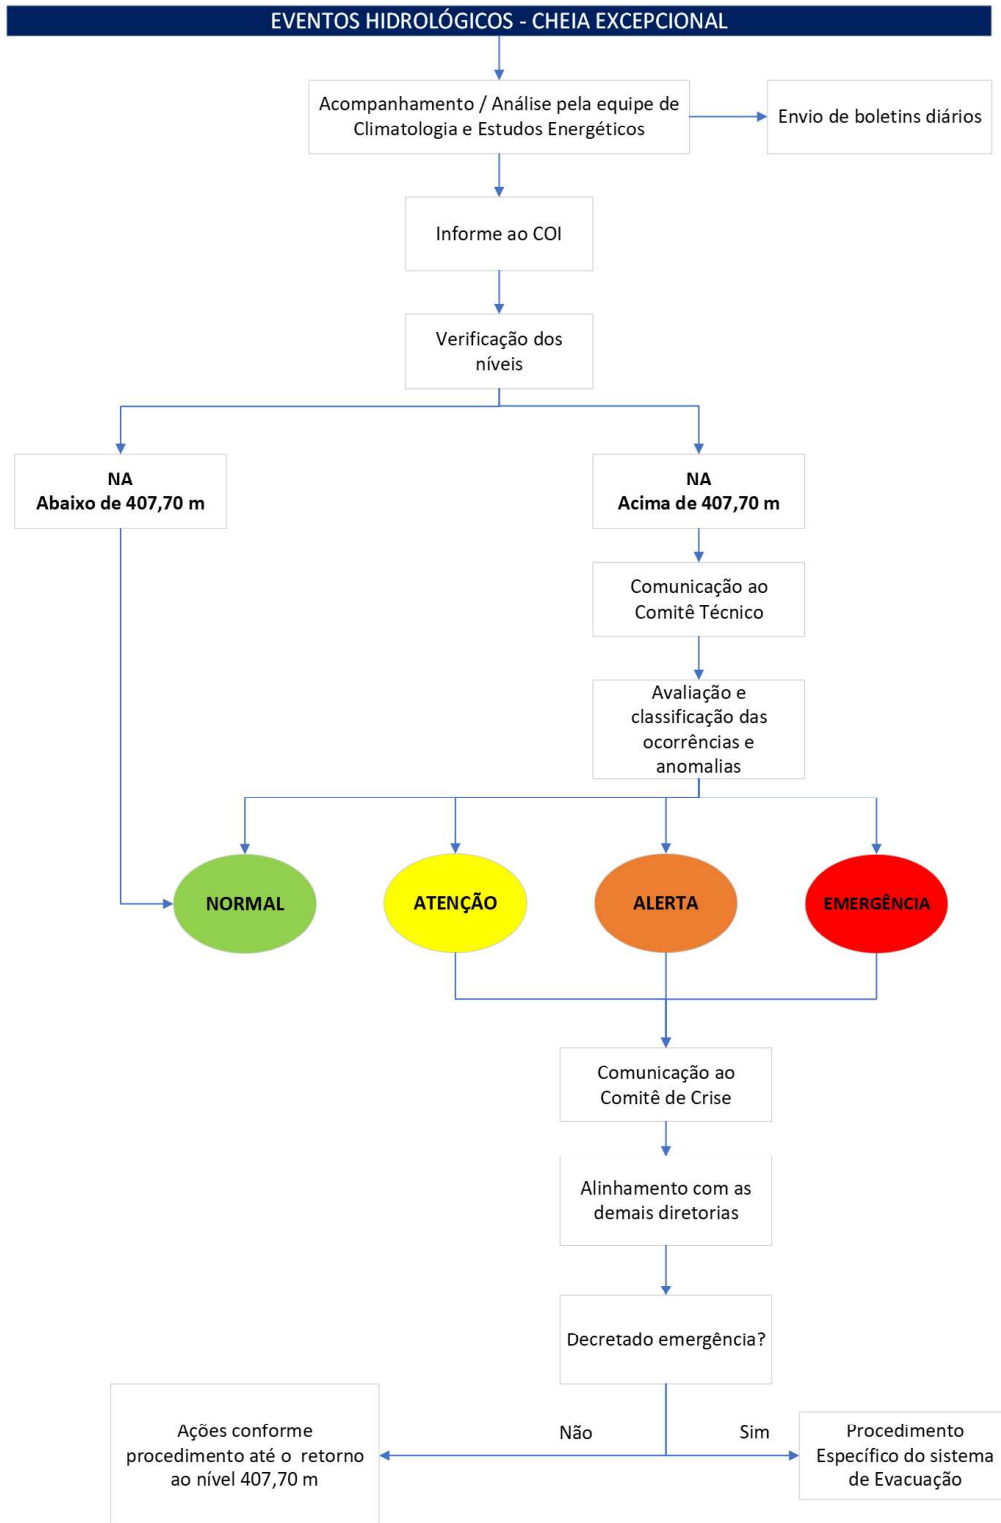 EVENTOS HIDROLÓGICOS - CHEIA EXCEPCIONAL
Acompanhamento / Análise pela equipe de
Climatologia e Estudos Energéticos
Envio de boletins diários
Informe ao COI
Verificação dos
níveis
NA
Abaixo de 407,70 m
NA
Acima de 407,70 m
Comunicação ao
Comitê Técnico
Avaliação e
classificação das
ocorrências e
anomalias
NORMAL
ATENÇÃO
ALERTA
EMERGÊNCIA
Comunicação ao
Comitê de Crise
Alinhamento com as
demais diretorias
Decretado emergência?
Não
Sim
Ações conforme
procedimento até o retorno
ao nível 407,70 m
Procedimento
Específico do sistema
de Evacuação